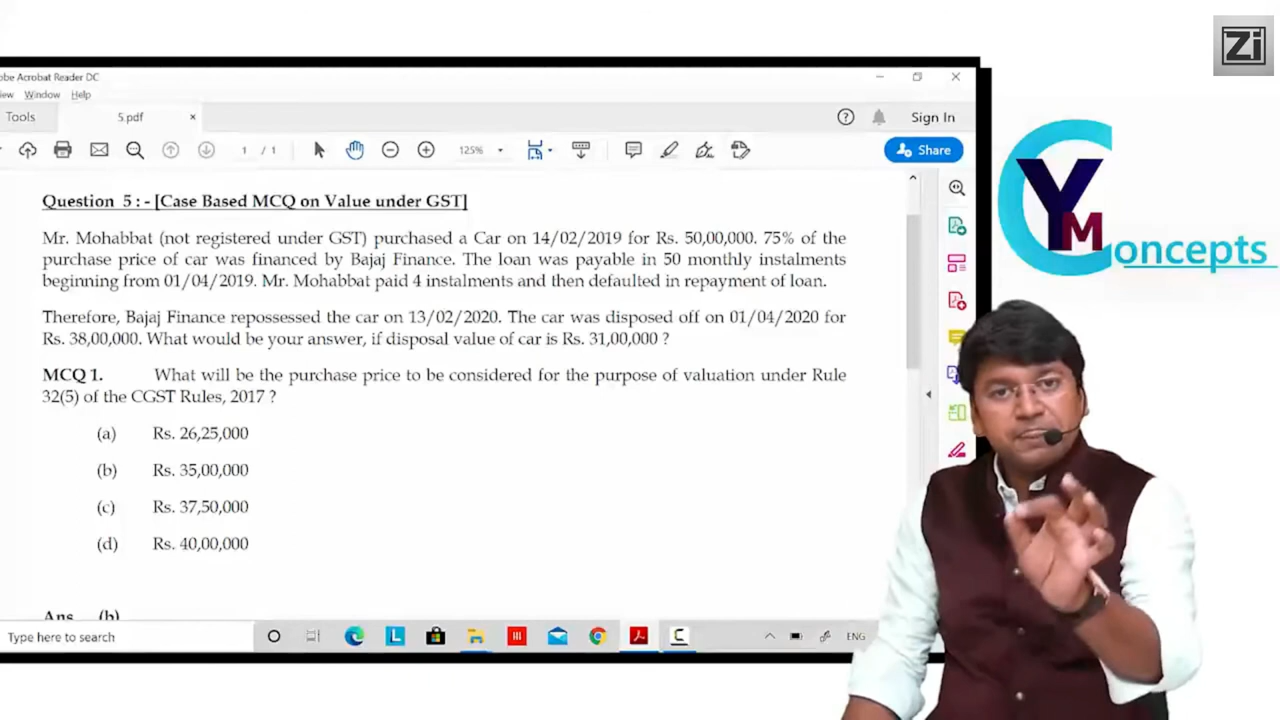 Zi
obe Acrobat Reader DC
iew Window Help
Tools
5.pdf
Sign In
1 / 1
125%
Share
Question 5 : - [Case Based MCQ on Value under GST]
Mr. Mohabbat (not registered under GST) purchased a Car on 14/02/2019 for Rs. 50,00,000. 75% of the
purchase price of car was financed by Bajaj Finance. The loan was payable in 50 monthly instalments
beginning from 01/04/2019. Mr. Mohabbat paid 4 instalments and then defaulted in repayment of loan.
Therefore, Bajaj Finance repossessed the car on 13/02/2020. The car was disposed off on 01/04/2020 for
Rs. 38,00,000. What would be your answer, if disposal value of car is Rs. 31,00,000 ?
MCQ 1. What will be the purchase price to be considered for the purpose of valuation under Rule
32(5) of the CGST Rules, 2017 ?
(a) Rs. 26,25,000
(b) Rs. 35,00,000
(c) Rs. 37,50,000
(d) Rs. 40,00,000
Ans (b)
Type here to search
ENG
YM Concepts